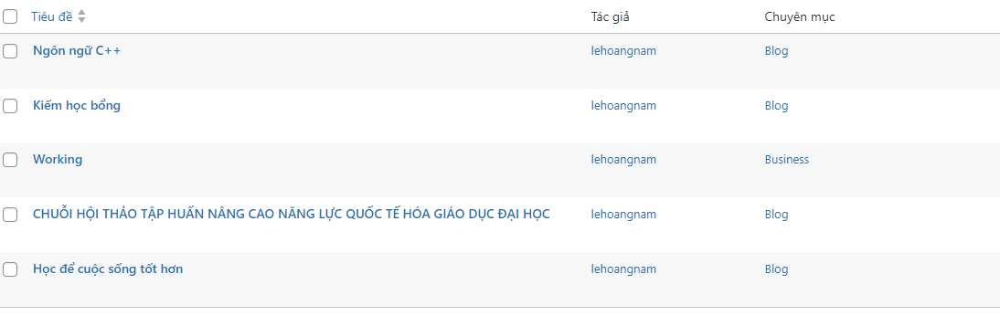 Tiêu đề Tác giả Chuyên mục
Ngôn ngữ C++ lehoangnam Blog
Kiếm học bổng lehoangnam Blog
Working lehoangnam Business
CHUỖI HỘI THẢO TẬP HUẤN NÂNG CAO NĂNG LỰC QUỐC TẾ HÓA GIÁO DỤC ĐẠI HỌC lehoangnam Blog
Học để cuộc sống tốt hơn lehoangnam Blog